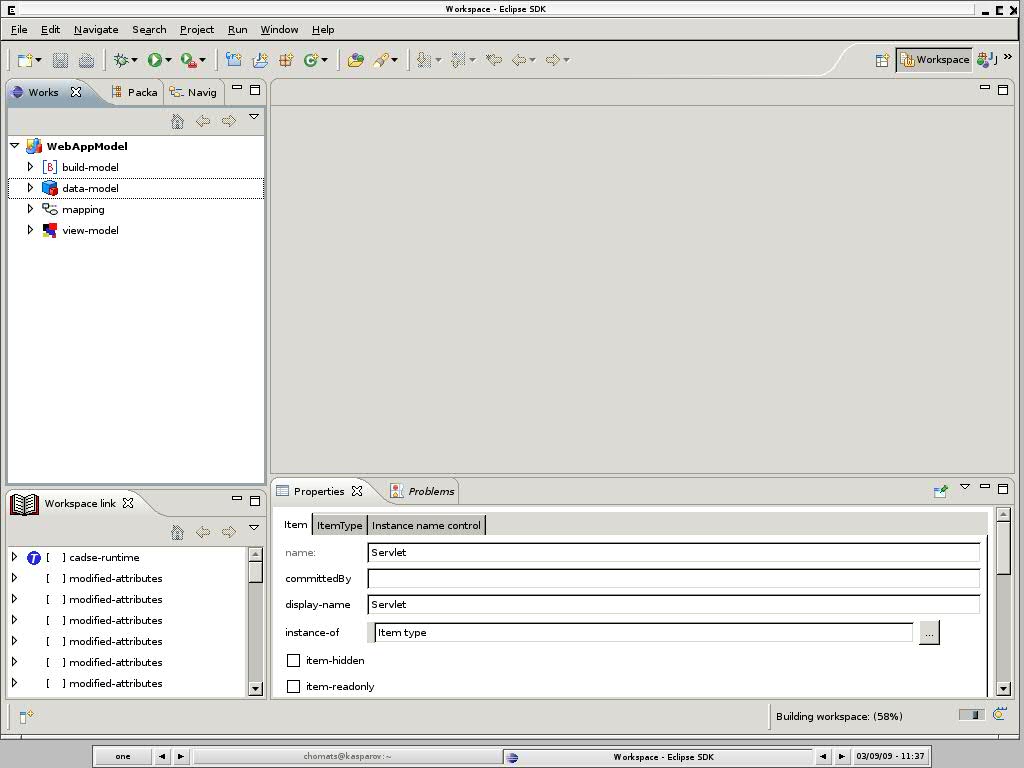 Workspace - Eclipse SDK
File Edit Navigate Search Project Run Window Help
Workspace J »
Works Packa Navig
WebAppModel
[B] build-model
data-model
mapping
view-model
Workspace link
T [ ] cadse-runtime
[ ] modified-attributes
[ ] modified-attributes
[ ] modified-attributes
[ ] modified-attributes
[ ] modified-attributes
[ ] modified-attributes
Properties Problems
Item ItemType Instance name control
name: Servlet
committedBy
display-name Servlet
instance-of Item type ...
item-hidden
item-readonly
Building workspace: (58%)
one chomats@kasparov:~ Workspace - Eclipse SDK 03/09/09 - 11:37